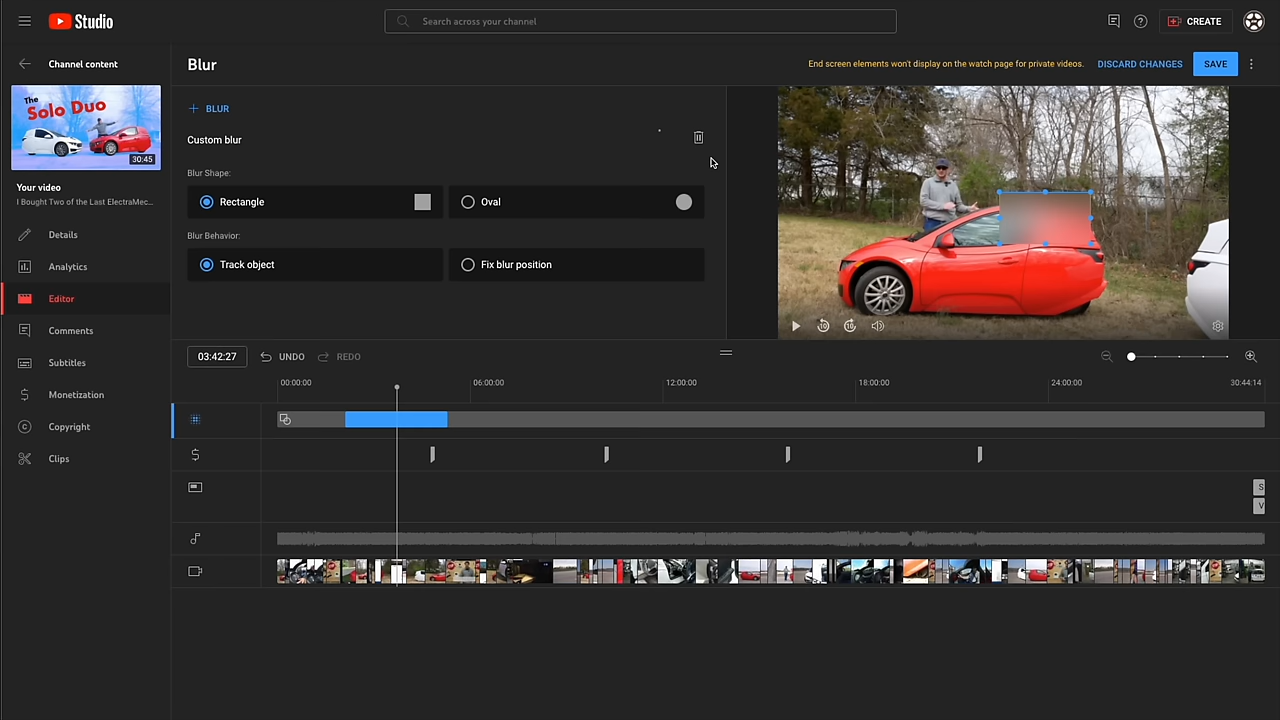 Studio
Search across your channel
CREATE
Channel content
Blur
End screen elements won't display on the watch page for private videos.
DISCARD CHANGES
SAVE
The
Solo Duo
30:45
Your video
I Bought Two of the Last ElectraMec...
Details
Analytics
Editor
Comments
Subtitles
Monetization
Copyright
Clips
BLUR
Custom blur
Blur Shape:
Rectangle
Oval
Blur Behavior:
Track object
Fix blur position
10
10
03:42:27
UNDO
REDO
00:00:00
06:00:00
12:00:00
18:00:00
24:00:00
30:44:14
$
S
V